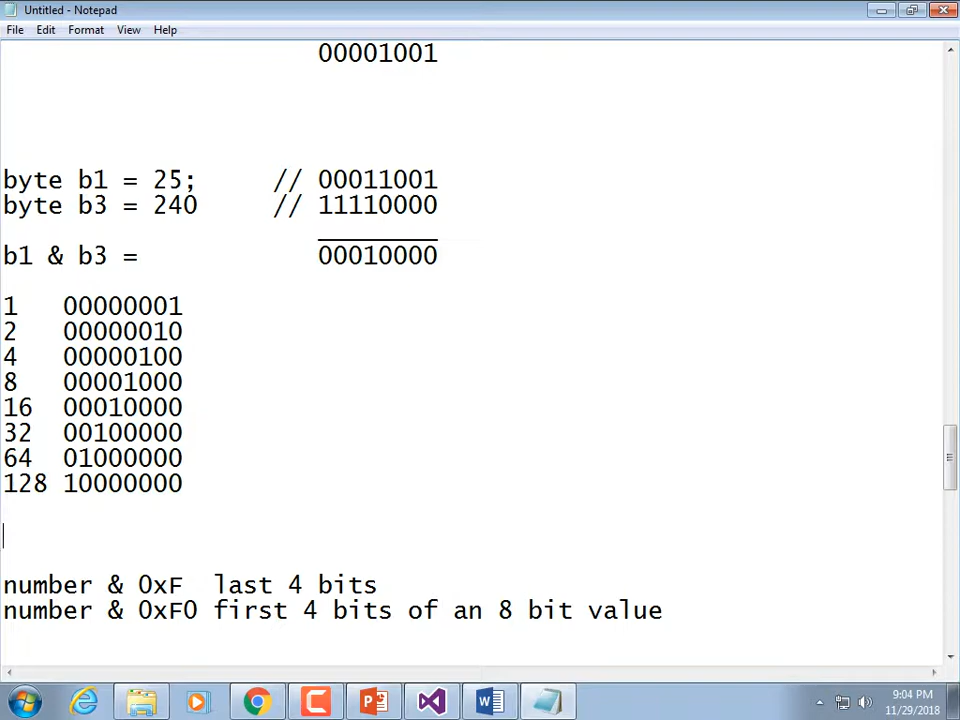 Untitled - Notepad
File Edit Format View Help
00001001
byte b1 = 25; // 00011001
byte b3 = 240 // 11110000
________
b1 & b3 = 00010000
1 00000001
2 00000010
4 00000100
8 00001000
16 00010000
32 00100000
64 01000000
128 10000000
number & 0xF last 4 bits
number & 0xF0 first 4 bits of an 8 bit value
9:04 PM
11/29/2018